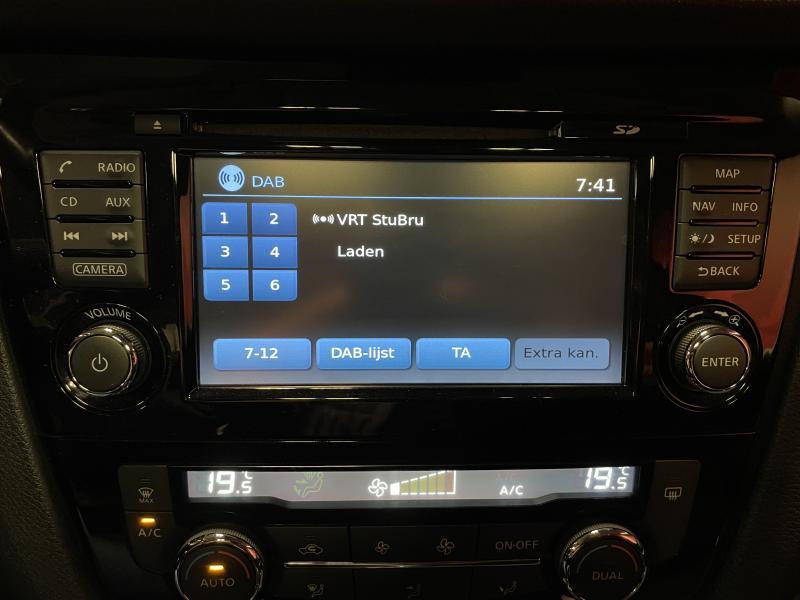 SD
RADIO
CD AUX
CAMERA
VOLUME
DAB 7:41
1 2 VRT StuBru
3 4 Laden
5 6
7-12 DAB-lijst TA Extra kan.
MAP
NAV INFO
SETUP
BACK
ENTER
19.5°C A/C 19.5°C
MAX
A/C
ON-OFF
AUTO
DUAL